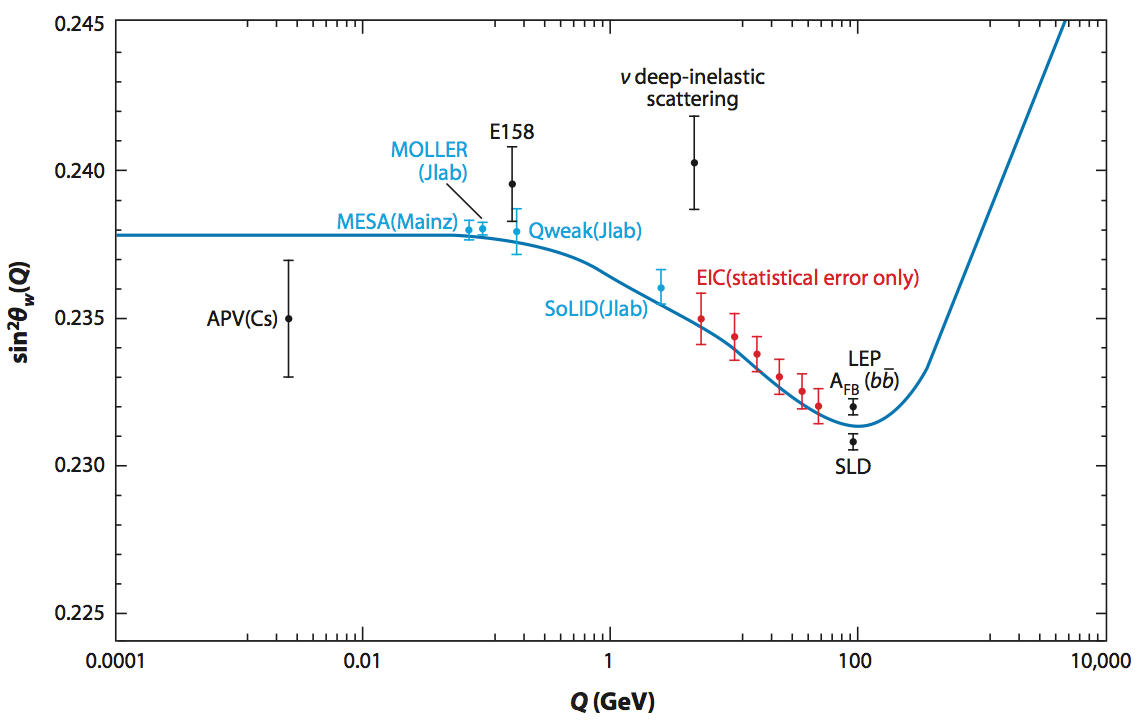 0.245
0.240
0.235
0.230
0.225
sin²θw(Q)
ν deep-inelastic
scattering
E158
MOLLER
(Jlab)
MESA(Mainz)
Qweak(Jlab)
EIC(statistical error only)
SoLID(Jlab)
APV(Cs)
LEP
AFB (bb̅)
SLD
0.0001
0.01
1
100
10,000
Q (GeV)